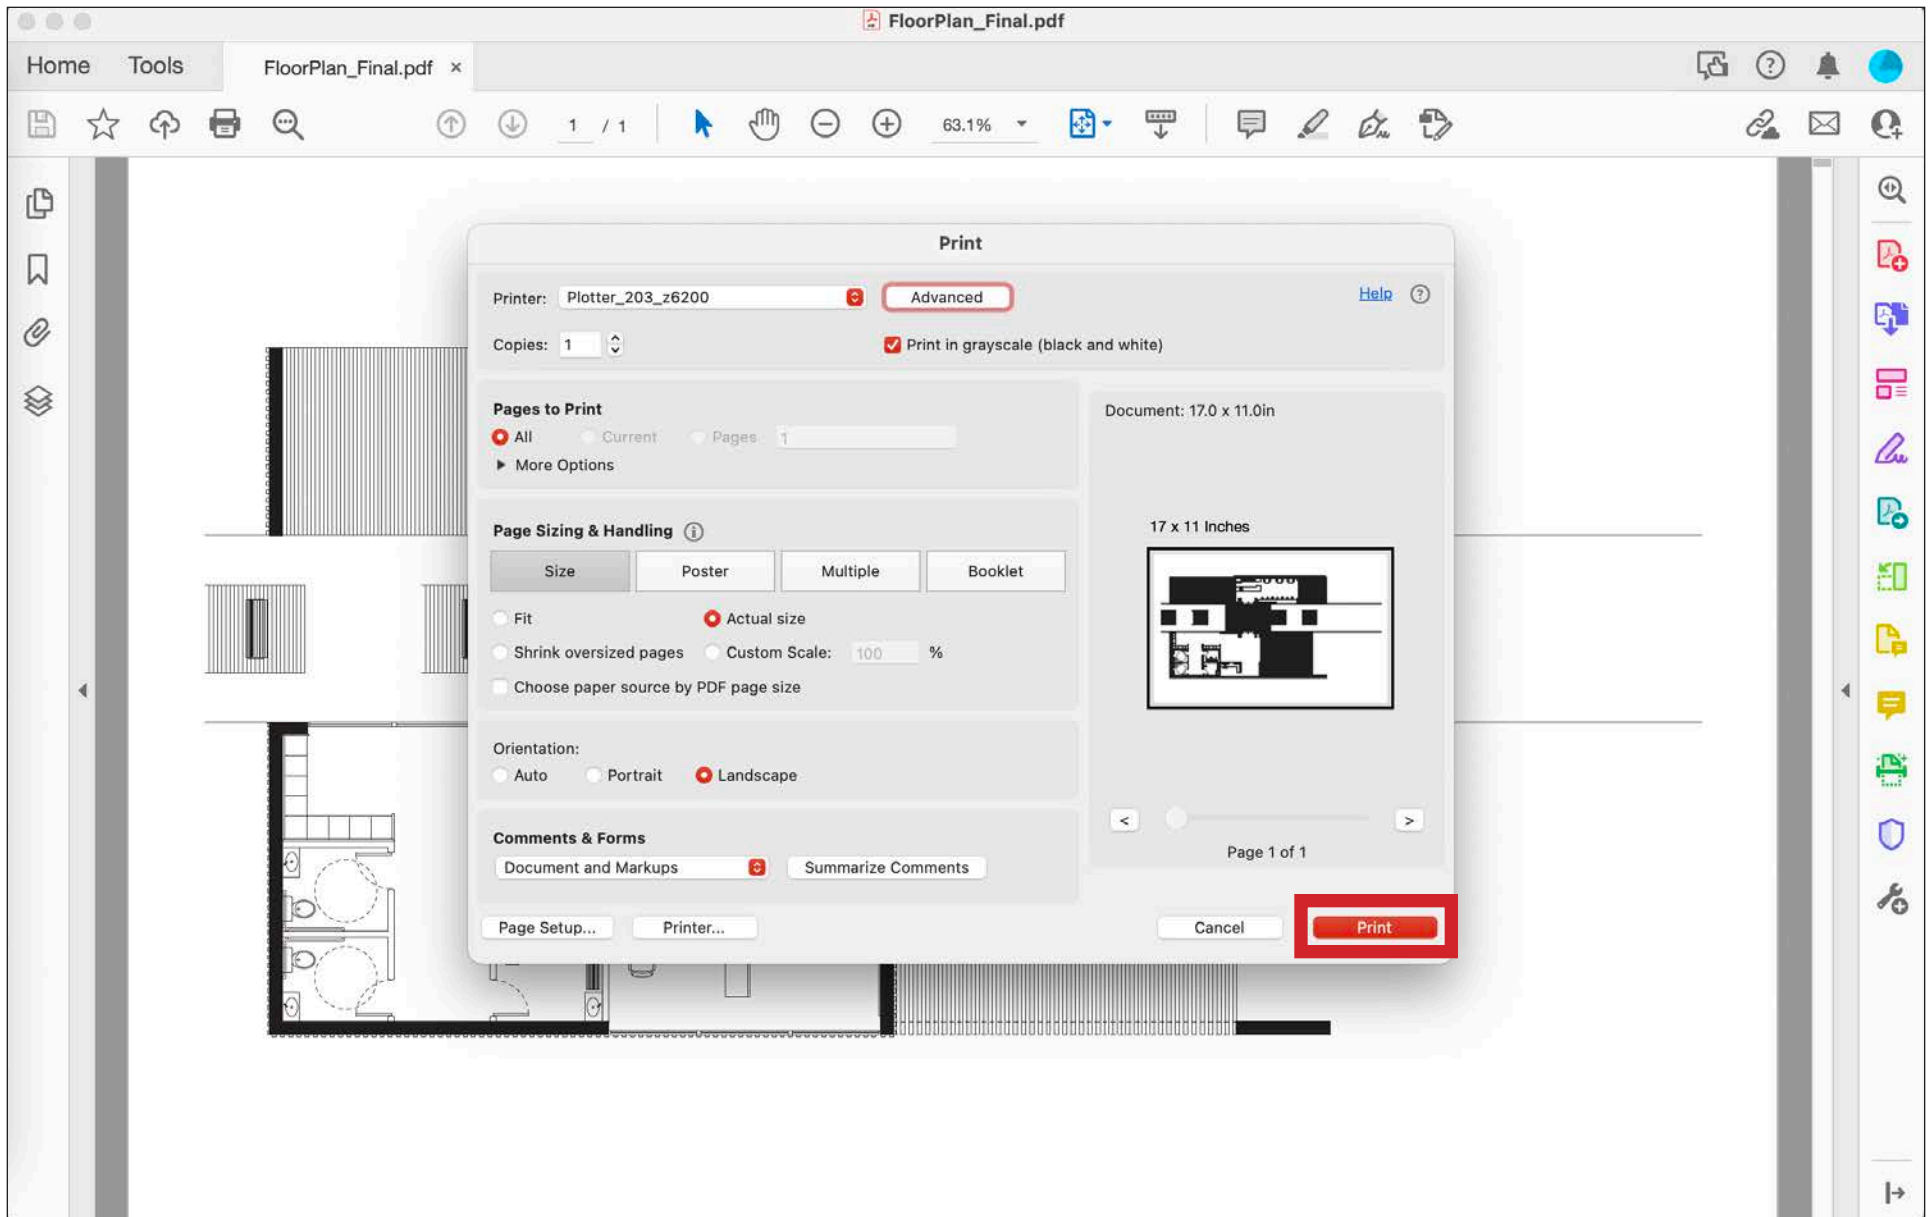 FloorPlan_Final.pdf
Home Tools FloorPlan_Final.pdf ×
1 / 1 63.1%
Print
Printer: Plotter_203_z6200 Advanced Help ?
Copies: 1 Print in grayscale (black and white)
Pages to Print
All Current Pages 1
More Options
Document: 17.0 x 11.0in
Page Sizing & Handling
17 x 11 Inches
Size Poster Multiple Booklet
Fit Actual size
Shrink oversized pages Custom Scale: 100 %
Choose paper source by PDF page size
Orientation:
Auto Portrait Landscape
< >
Page 1 of 1
Comments & Forms
Document and Markups Summarize Comments
Page Setup... Printer... Cancel Print